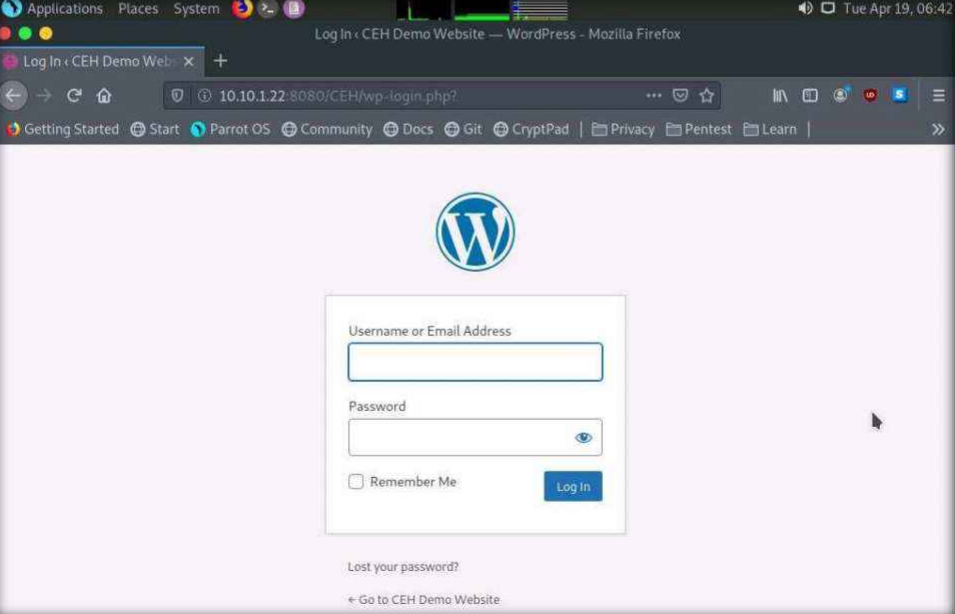 Applications Places System Tue Apr 19, 06:42
Log In ‹ CEH Demo Website — WordPress - Mozilla Firefox
Log In ‹ CEH Demo Webs
10.10.1.22:8080/CEH/wp-login.php?
Getting Started Start Parrot OS Community Docs Git CryptPad Privacy Pentest Learn
Username or Email Address
Password
Remember Me Log In
Lost your password?
← Go to CEH Demo Website